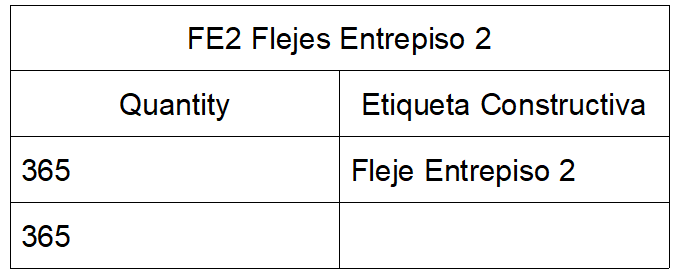 FE2 Flejes Entrepiso 2
Quantity Etiqueta Constructiva
365 Fleje Entrepiso 2
365